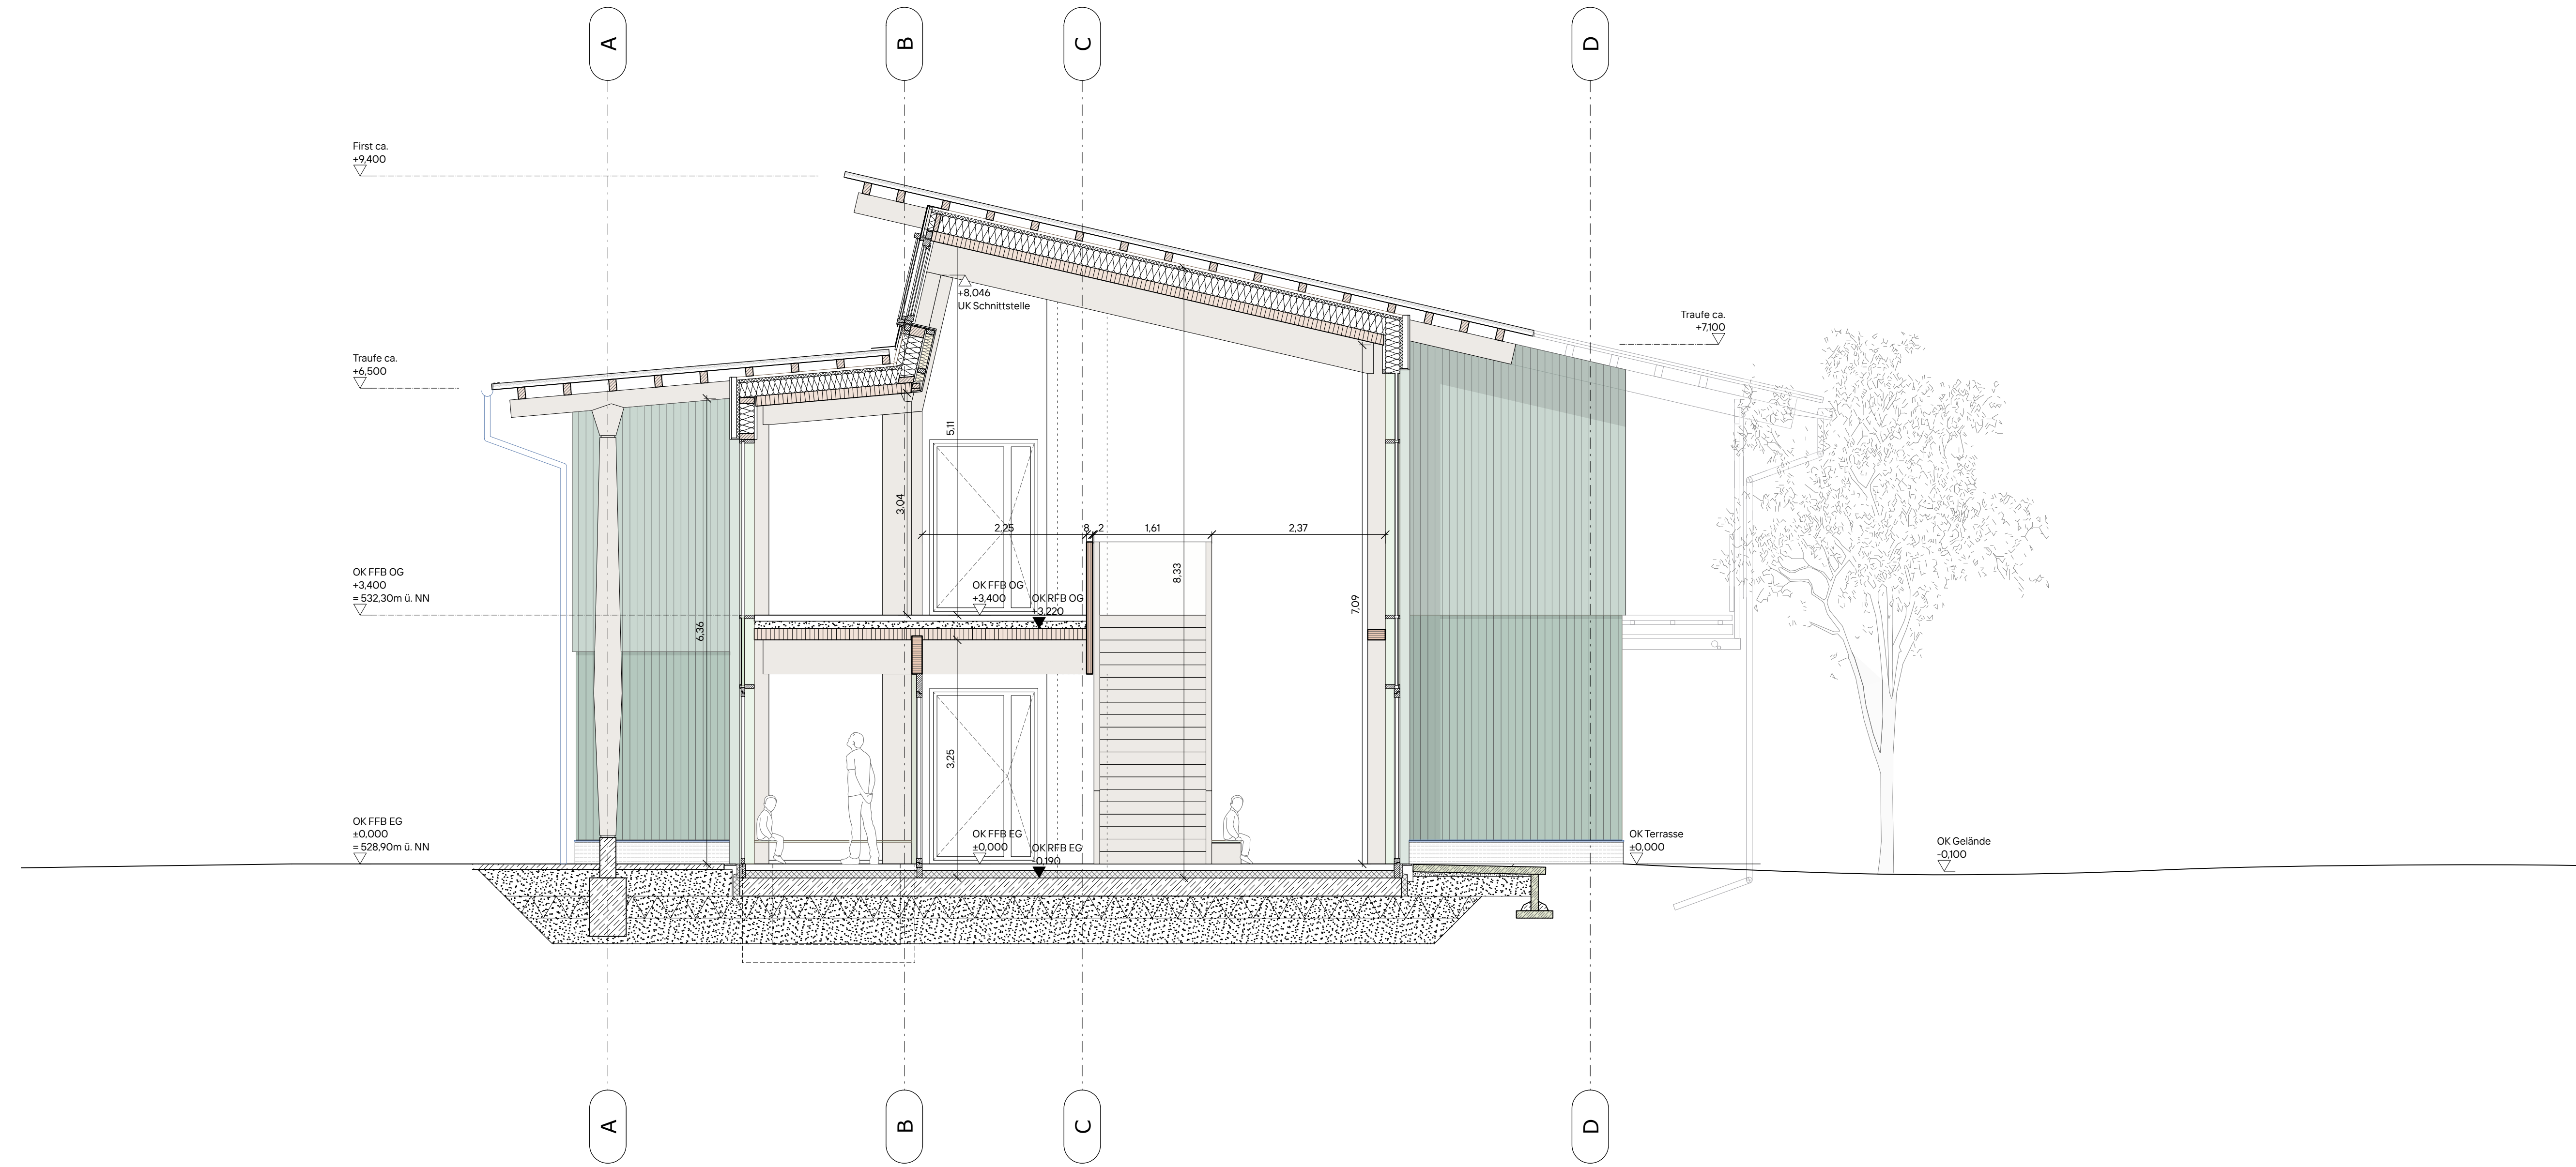 A
B
C
D
First ca.
+9,400
+8,046
UK Schnittstelle
Traufe ca.
+7,100
Traufe ca.
+6,500
5,11
3,04
2,25
8
2
1,61
2,37
8,33
7,09
6,36
OK FFB OG
+3,400
= 532,30m ü. NN
OK FFB OG
+3,400
OK RFB OG
+3,220
3,25
OK FFB EG
±0,000
= 528,90m ü. NN
OK FFB EG
±0,000
OK RFB EG
-0,190
OK Terrasse
±0,000
OK Gelände
-0,100
A
B
C
D